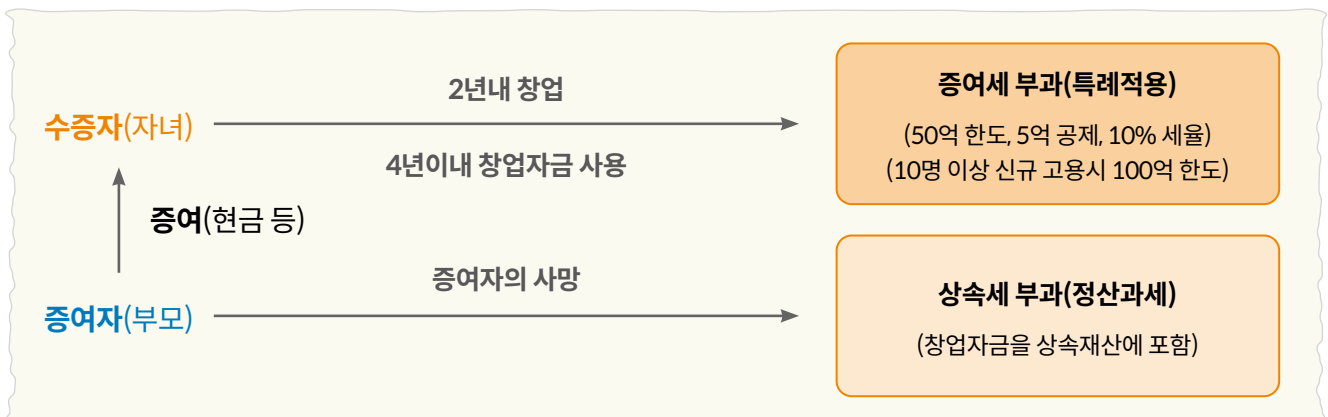 2년내 창업
수증자(자녀)
4년이내 창업자금 사용
증여세 부과(특례적용)
(50억 한도, 5억 공제, 10% 세율)
(10명 이상 신규 고용시 100억 한도)
증여(현금 등)
증여자의 사망
증여자(부모)
상속세 부과(정산과세)
(창업자금을 상속재산에 포함)